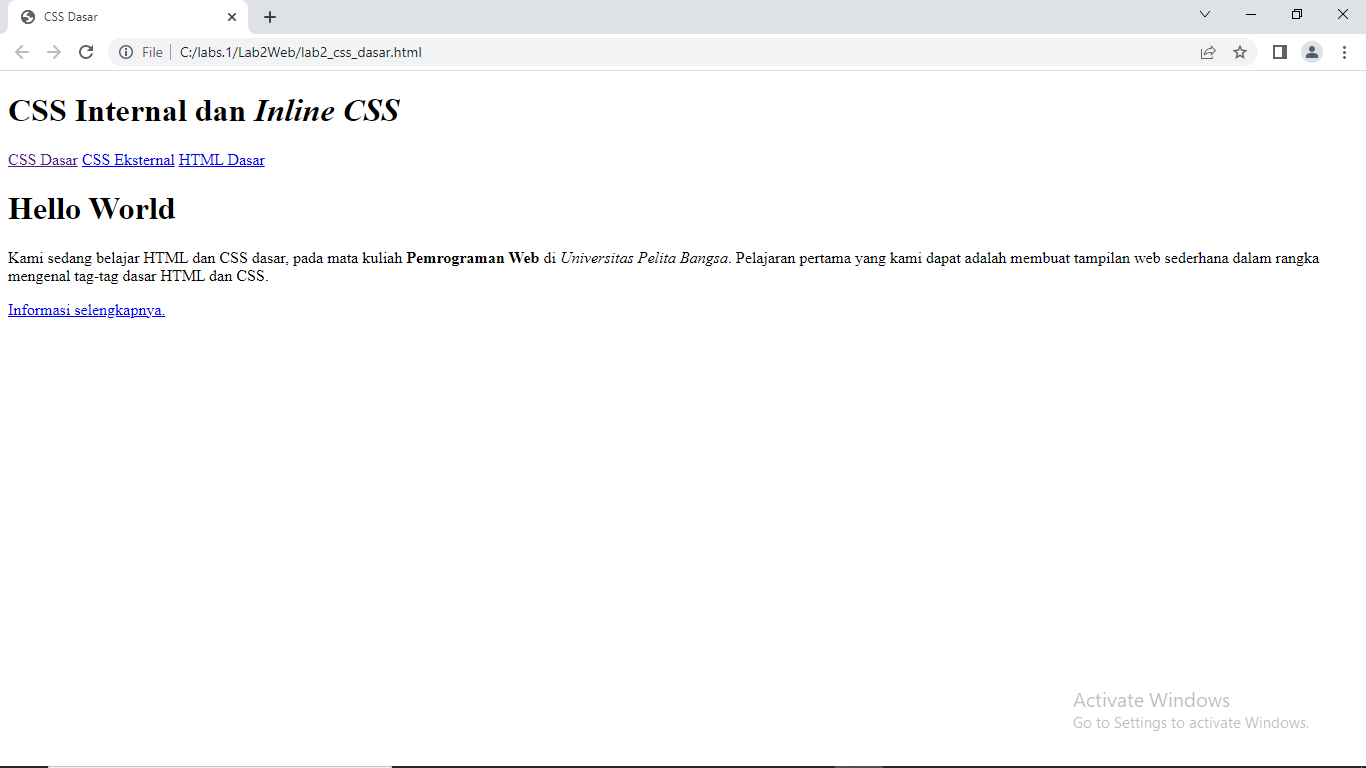 CSS Dasar
File
C:/labs.1/Lab2Web/lab2_css_dasar.html
CSS Internal dan Inline CSS
CSS Dasar CSS Eksternal HTML Dasar
Hello World
Kami sedang belajar HTML dan CSS dasar, pada mata kuliah Pemrograman Web di Universitas Pelita Bangsa. Pelajaran pertama yang kami dapat adalah membuat tampilan web sederhana dalam rangka
mengenal tag-tag dasar HTML dan CSS.
Informasi selengkapnya.
Activate Windows
Go to Settings to activate Windows.